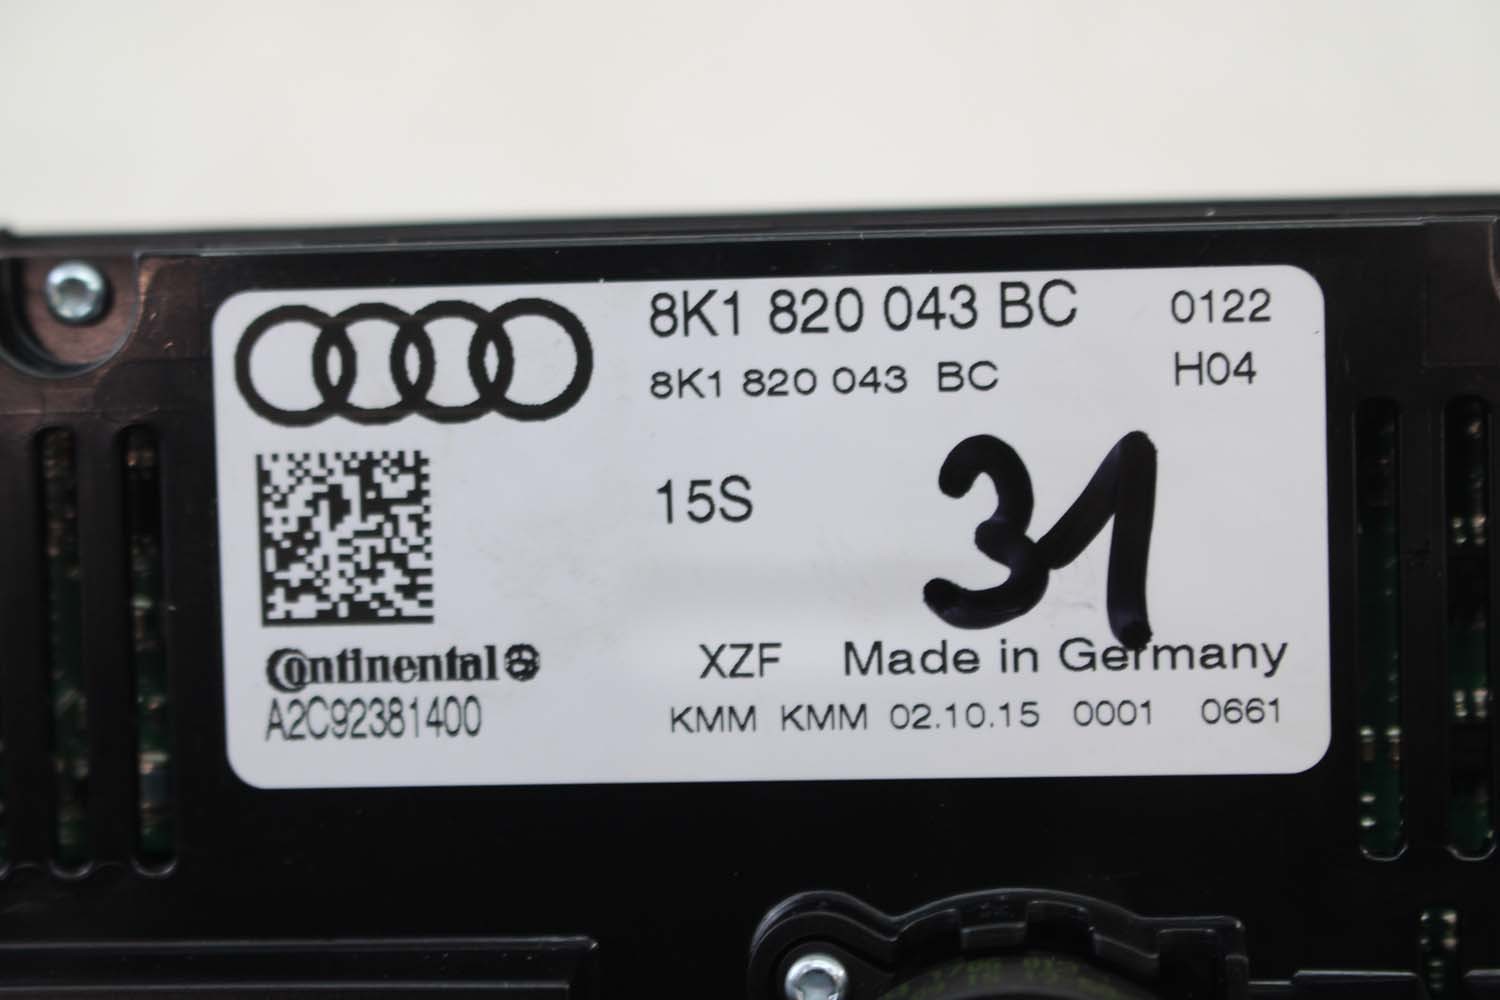 8K1 820 043 BC 0122
8K1 820 043 BC H04
15S
31
Continental
XZF Made in Germany
A2C92381400
KMM KMM 02.10.15 0001 0661